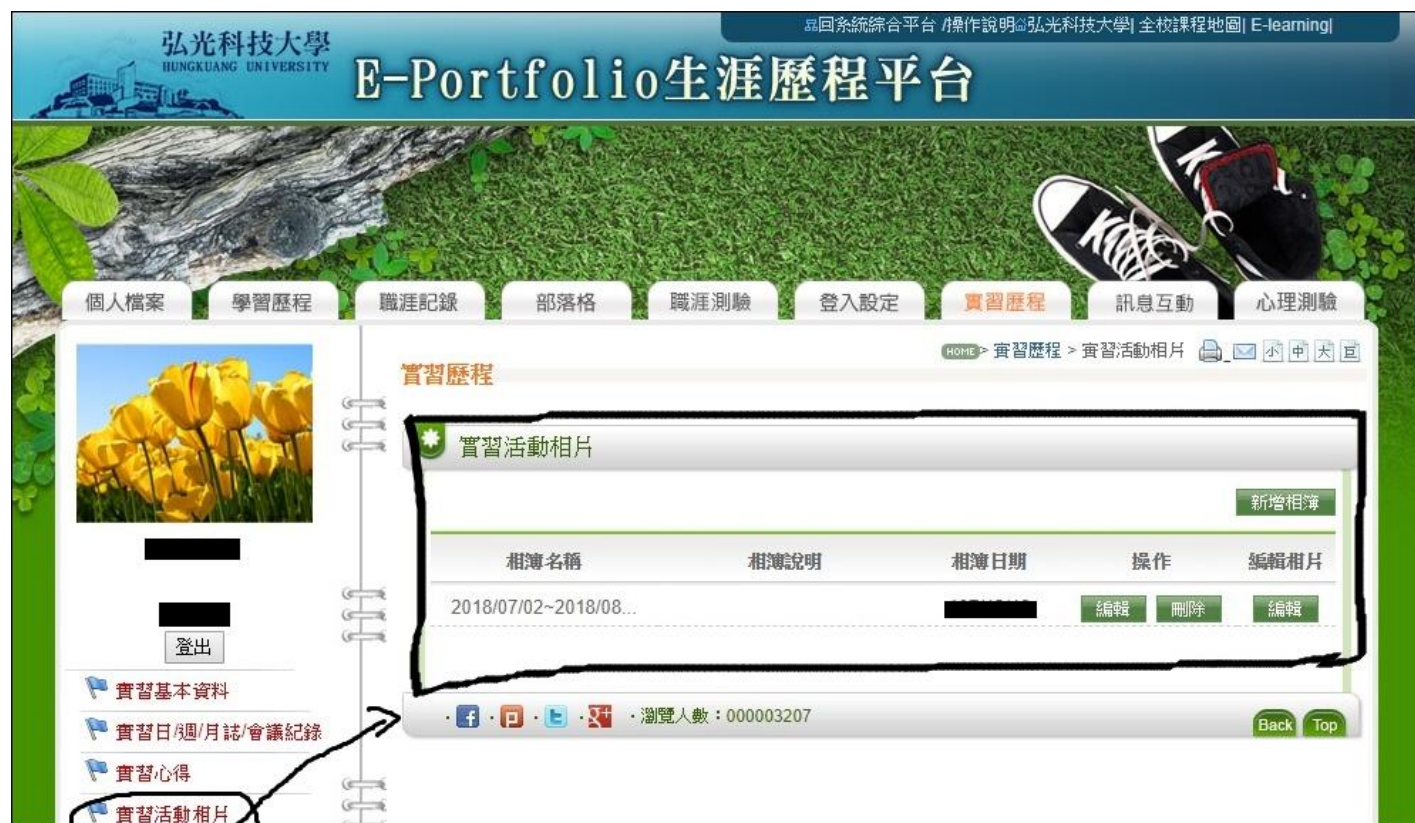 回系統綜合平台 /操作說明 弘光科技大學| 全校課程地圖| E-learning|
弘光科技大學
HUNGKUANG UNIVERSITY
E-Portfolio生涯歷程平台
個人檔案 學習歷程 職涯記錄 部落格 職涯測驗 登入設定 實習歷程 訊息互動 心理測驗
HOME > 實習歷程 > 實習活動相片 小 中 大 巨
實習歷程
實習活動相片
新增相簿
相簿名稱 相簿說明 相簿日期 操作 編輯相片
2018/07/02~2018/08... 編輯 刪除 編輯
登出
實習基本資料
實習日/週/月誌/會議紀錄
實習心得
實習活動相片
·瀏覽人數：000003207
Back Top